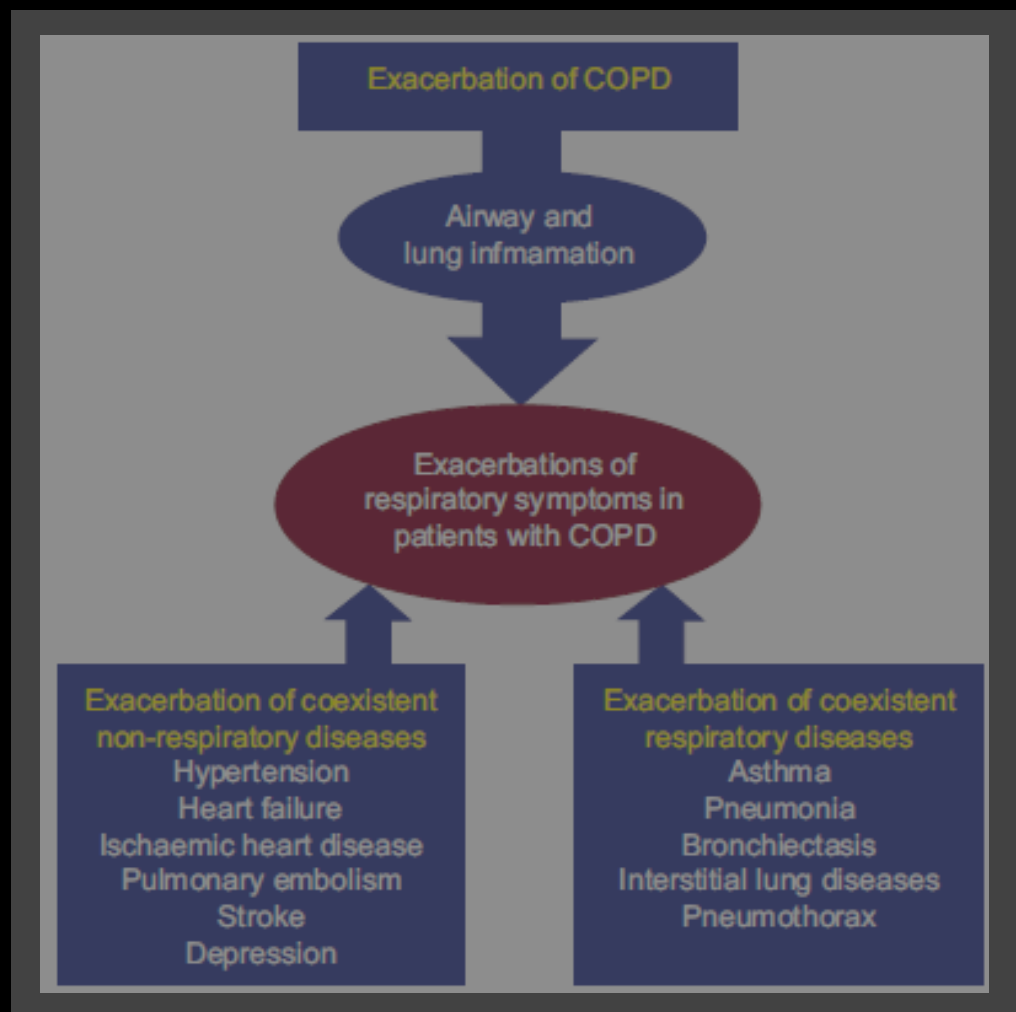 Exacerbation of COPD
Airway and
lung infmamation
Exacerbations of
respiratory symptoms in
patients with COPD
Exacerbation of coexistent
non-respiratory diseases
Hypertension
Heart failure
Ischaemic heart disease
Pulmonary embolism
Stroke
Depression
Exacerbation of coexistent
respiratory diseases
Asthma
Pneumonia
Bronchiectasis
Interstitial lung diseases
Pneumothorax